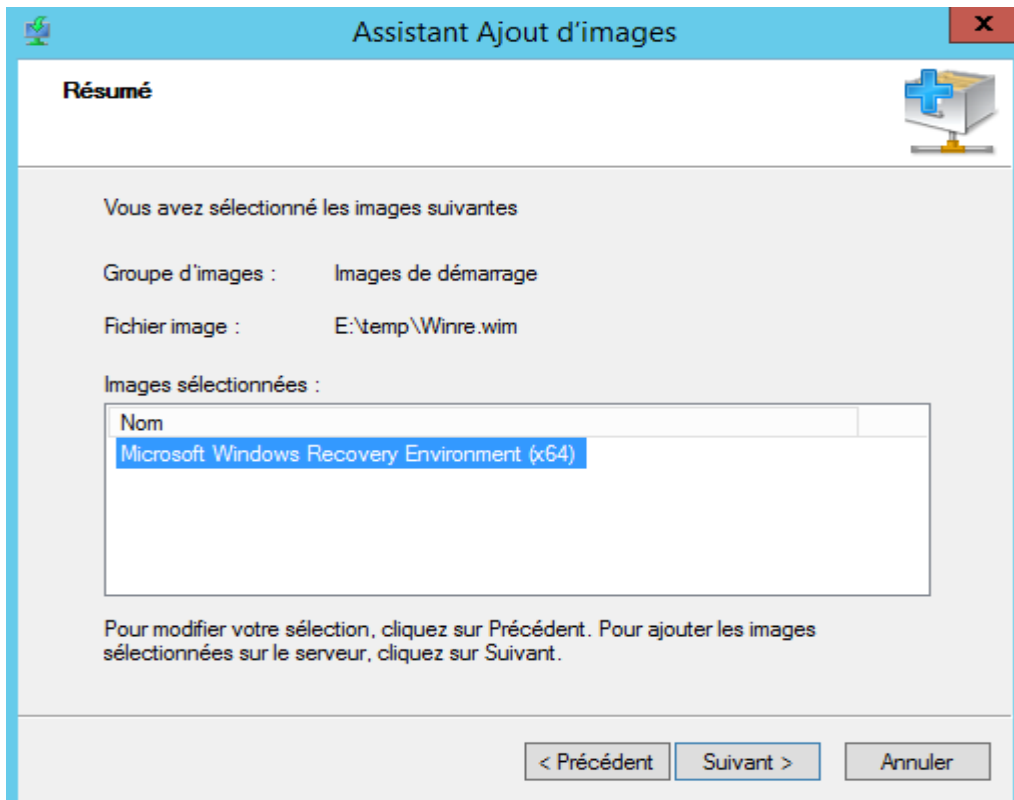 Assistant Ajout d'images
x
Résumé
Vous avez sélectionné les images suivantes
Groupe d'images : Images de démarrage
Fichier image : E:\temp\Winre.wim
Images sélectionnées :
Nom
Microsoft Windows Recovery Environment (x64)
Pour modifier votre sélection, cliquez sur Précédent. Pour ajouter les images
sélectionnées sur le serveur, cliquez sur Suivant.
< Précédent Suivant > Annuler